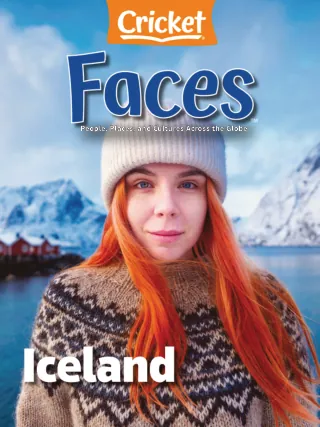 Cricket
Faces
People, Places, and Cultures Across the Globe
Iceland